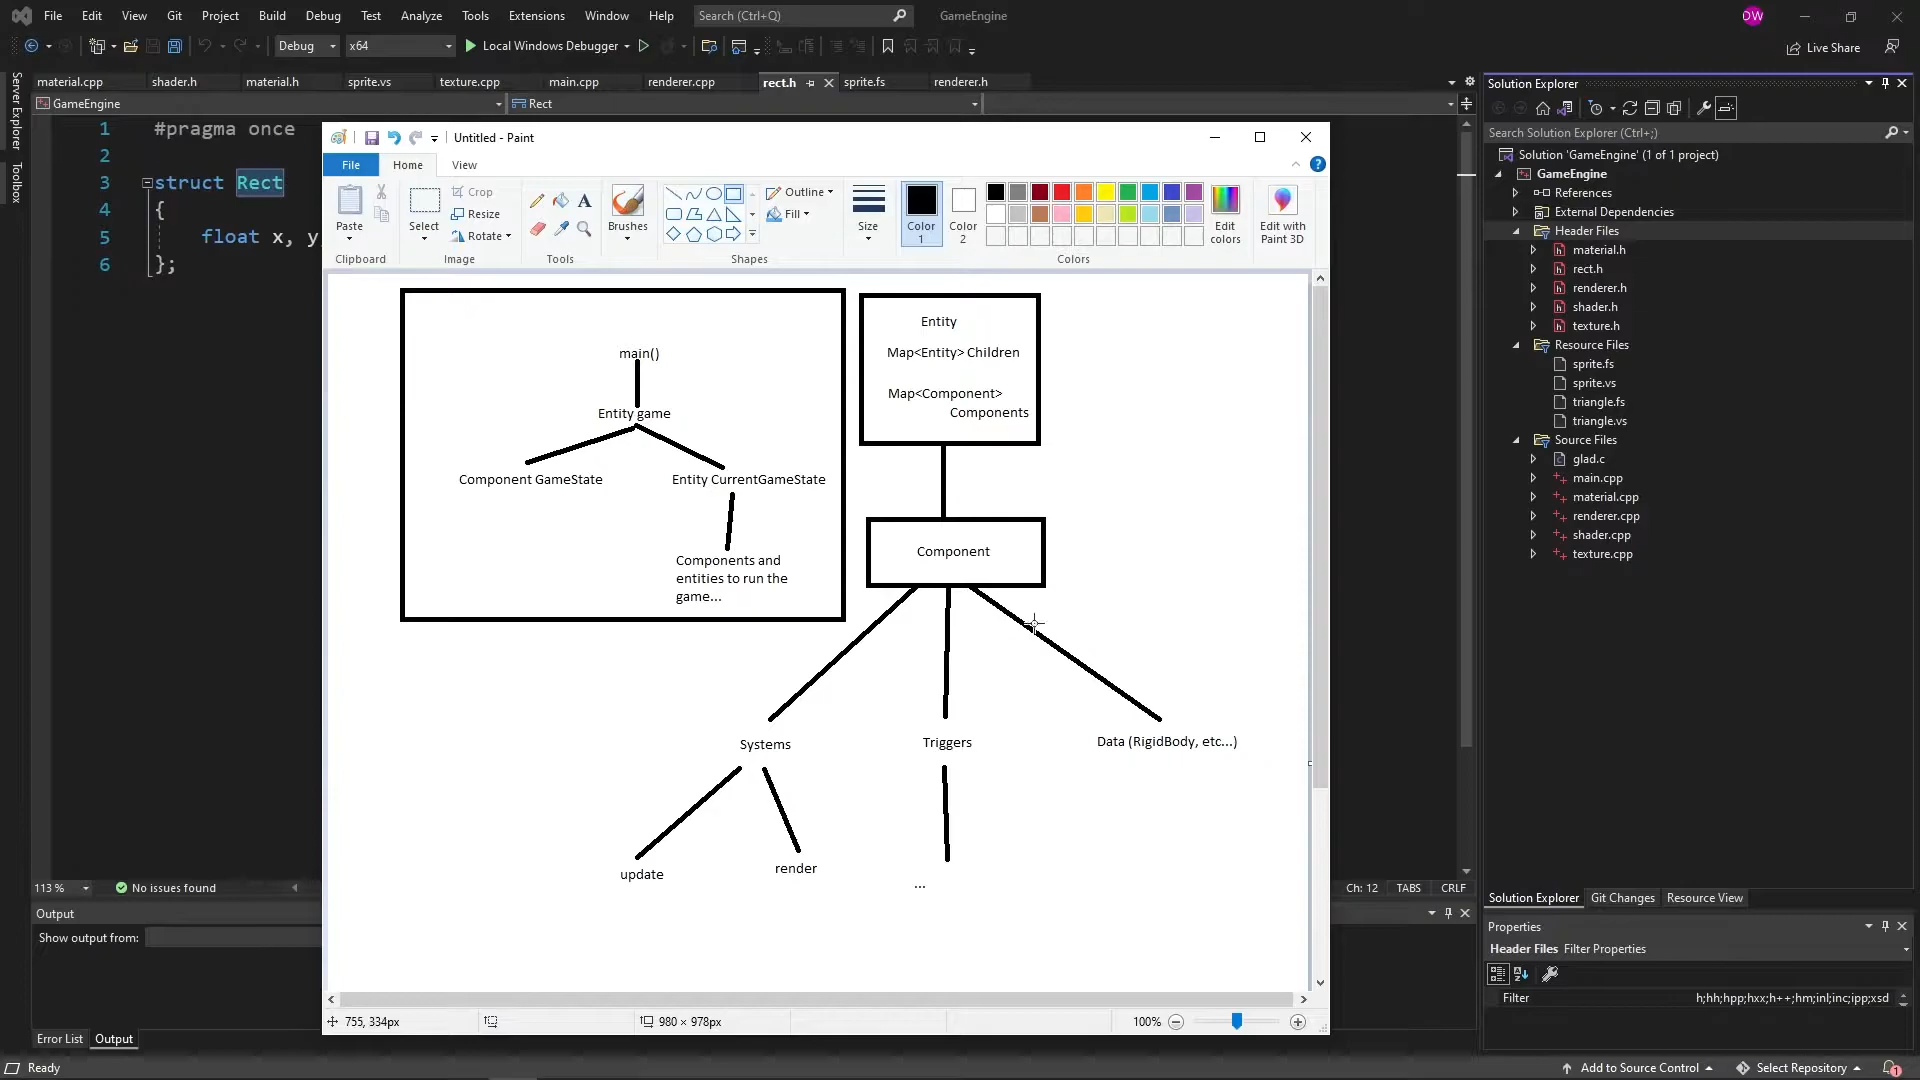 File Edit View Git Project Build Debug Test Analyze Tools Extensions Window Help Search (Ctrl+Q) GameEngine DW
Debug x64 Local Windows Debugger Live Share
material.cpp shader.h material.h sprite.vs texture.cpp main.cpp renderer.cpp rect.h sprite.fs renderer.h
GameEngine Rect
Server Explorer
Toolbox
1 #pragma once
2
3 struct Rect
4 {
5 float x, y,
6 };
Untitled - Paint
File Home View
Paste
Clipboard
Select
Crop
Resize
Rotate
Image
A
Tools
Brushes
Outline
Fill
Shapes
Size
Color
1
Color
2
Edit
colors
Edit with
Paint 3D
Colors
main()
Entity game
Component GameState
Entity CurrentGameState
Components and
entities to run the
game...
Entity
Map<Entity> Children
Map<Component>
Components
Component
Systems
Triggers
Data (RigidBody, etc...)
update
render
...
755, 334px
980 × 978px
100%
113 %
No issues found
Ch: 12 TABS CRLF
Output
Show output from:
Error List Output
Ready
Solution Explorer
Search Solution Explorer (Ctrl+;)
Solution 'GameEngine' (1 of 1 project)
GameEngine
References
External Dependencies
Header Files
material.h
rect.h
renderer.h
shader.h
texture.h
Resource Files
sprite.fs
sprite.vs
triangle.fs
triangle.vs
Source Files
glad.c
main.cpp
material.cpp
renderer.cpp
shader.cpp
texture.cpp
Solution Explorer Git Changes Resource View
Properties
Header Files Filter Properties
Filter h;hh;hpp;hxx;h++;hm;inl;inc;ipp;xsd
Add to Source Control Select Repository 1